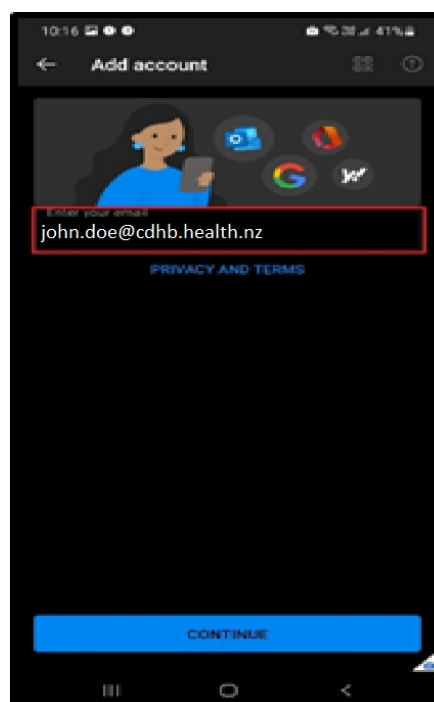 10:16 41%
Add account
Enter your email
john.doe@cdhb.health.nz
PRIVACY AND TERMS
CONTINUE